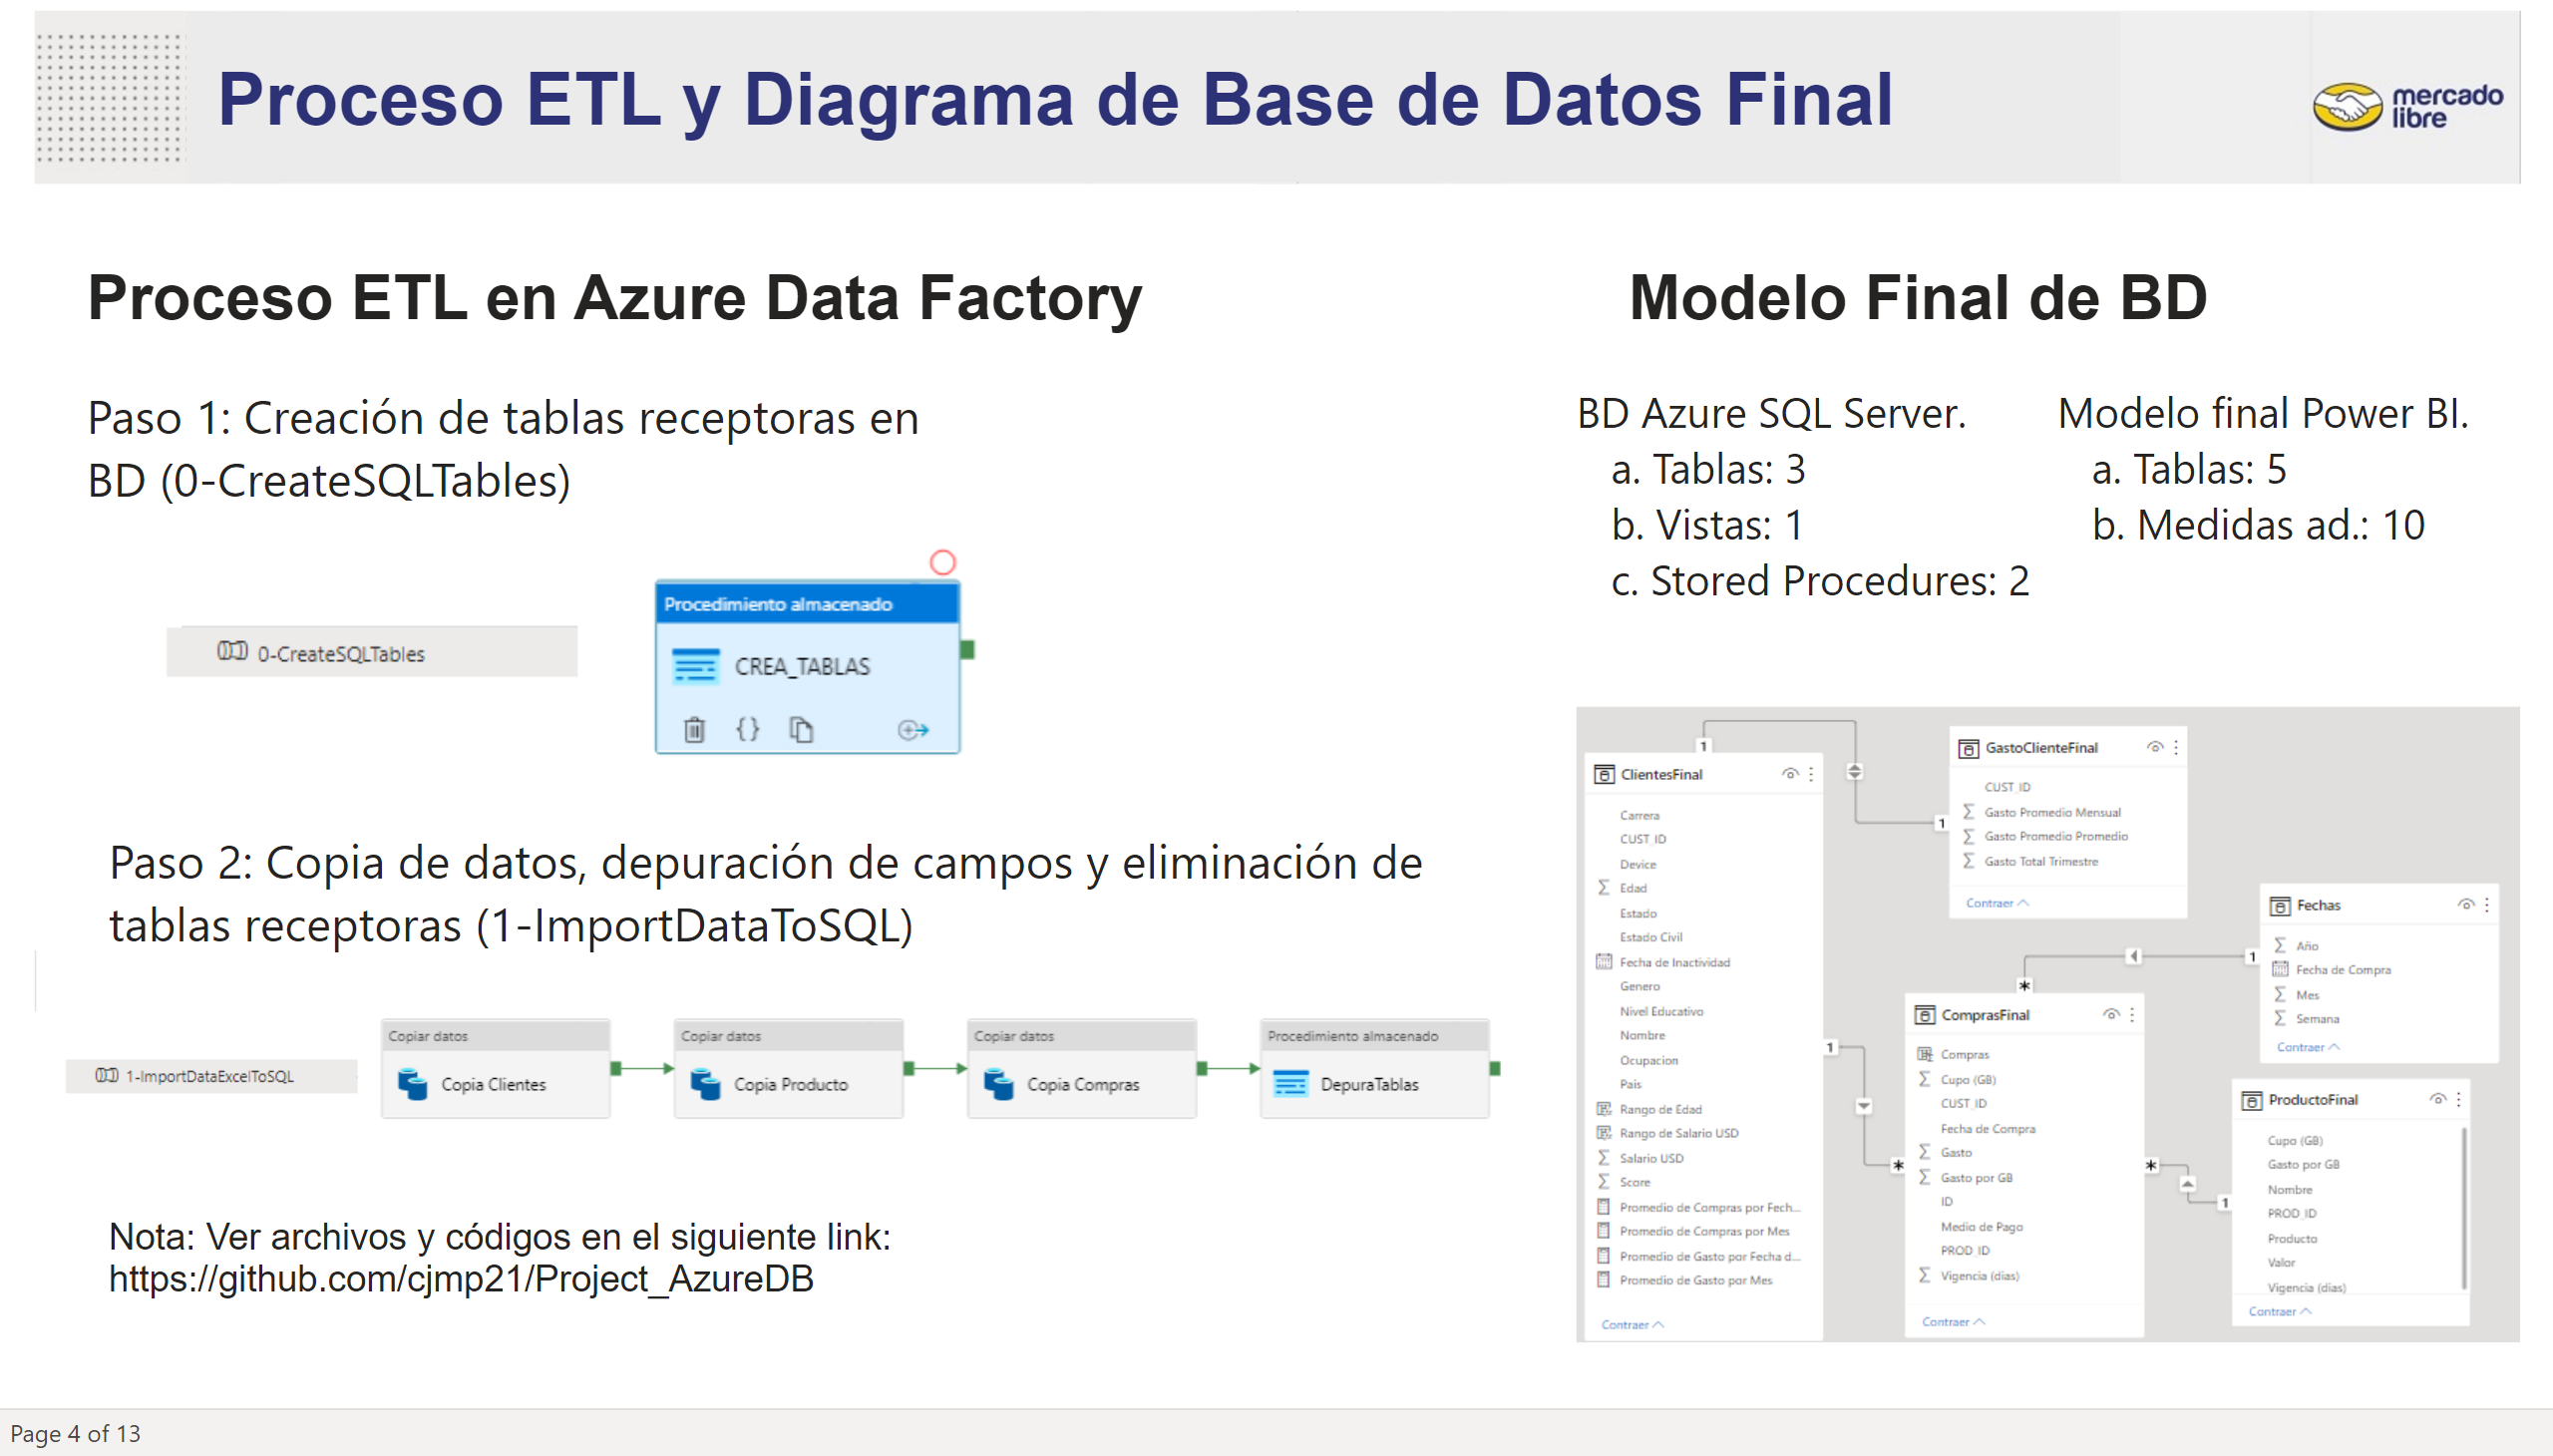 Proceso ETL y Diagrama de Base de Datos Final
mercado
libre
Proceso ETL en Azure Data Factory
Paso 1: Creación de tablas receptoras en
BD (0-CreateSQLTables)
0-CreateSQLTables
Procedimiento almacenado
CREA_TABLAS
{}
Paso 2: Copia de datos, depuración de campos y eliminación de
tablas receptoras (1-ImportDataToSQL)
1-ImportDataExcelToSQL
Copiar datos
Copia Clientes
Copiar datos
Copia Producto
Copiar datos
Copia Compras
Procedimiento almacenado
DepuraTablas
Nota: Ver archivos y códigos en el siguiente link:
https://github.com/cjmp21/Project_AzureDB
Modelo Final de BD
BD Azure SQL Server.
a. Tablas: 3
b. Vistas: 1
c. Stored Procedures: 2
Modelo final Power BI.
a. Tablas: 5
b. Medidas ad.: 10
1
ClientesFinal
Carrera
CUST_ID
Device
Edad
Estado
Estado Civil
Fecha de Inactividad
Genero
Nivel Educativo
Nombre
Ocupacion
Pais
Rango de Edad
Rango de Salario USD
Salario USD
Score
Promedio de Compras por Fech...
Promedio de Compras por Mes
Promedio de Gasto por Fecha d...
Promedio de Gasto por Mes
Contraer
1
GastoClienteFinal
CUST_ID
Gasto Promedio Mensual
Gasto Promedio Promedio
Gasto Total Trimestre
Contraer
1
Fechas
Año
Fecha de Compra
Mes
Semana
Contraer
*
1
*
ComprasFinal
Compras
Cupo (GB)
CUST_ID
Fecha de Compra
Gasto
Gasto por GB
ID
Medio de Pago
PROD_ID
Vigencia (dias)
Contraer
*
1
ProductoFinal
Cupo (GB)
Gasto por GB
Nombre
PROD_ID
Producto
Valor
Vigencia (dias)
Contraer
Page 4 of 13